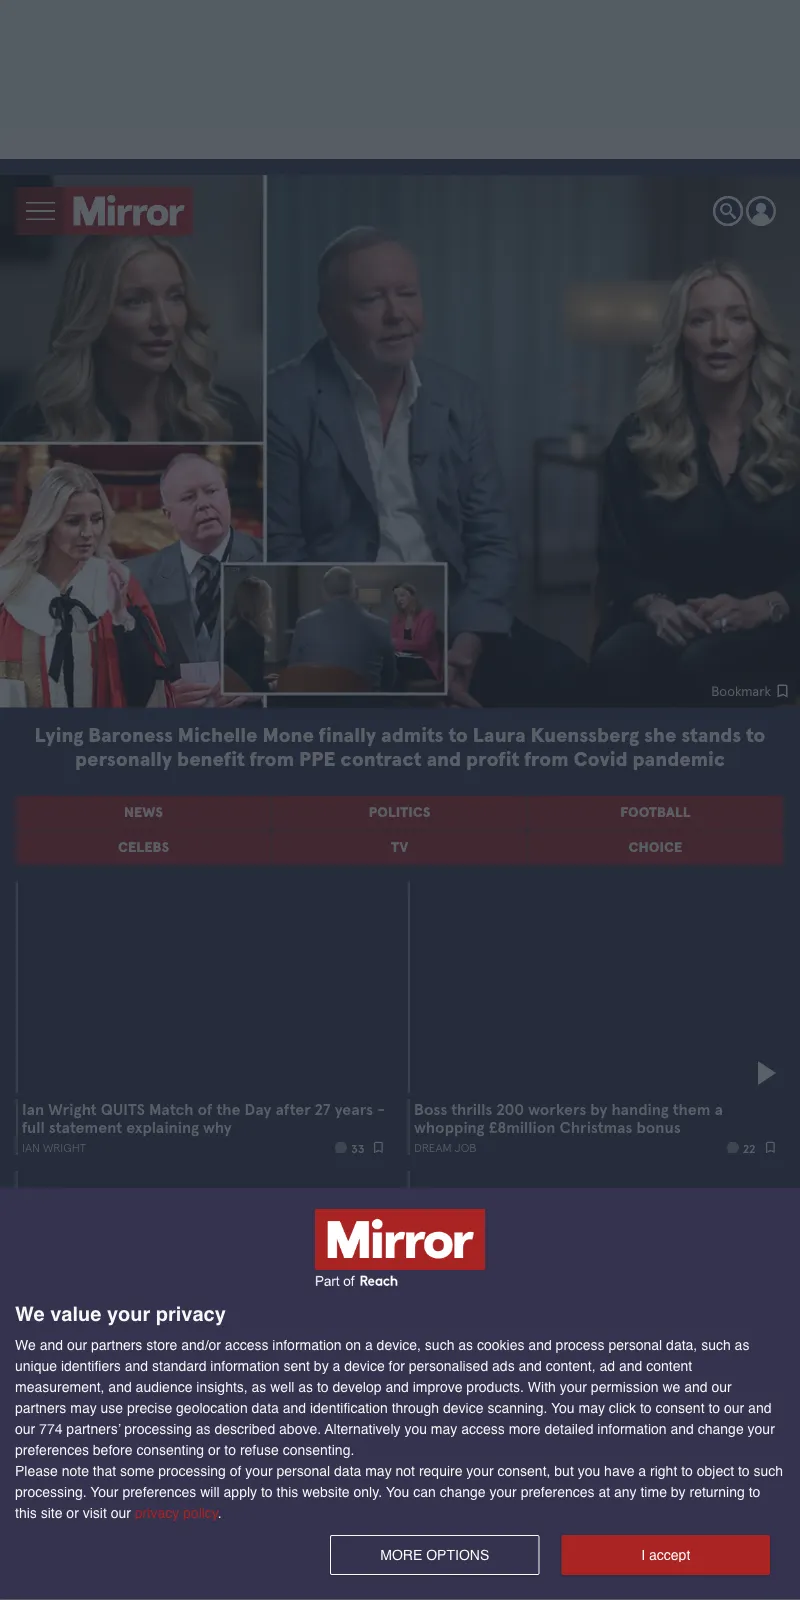 Mirror
Bookmark
Lying Baroness Michelle Mone finally admits to Laura Kuenssberg she stands to
personally benefit from PPE contract and profit from Covid pandemic
NEWS
POLITICS
FOOTBALL
CELEBS
TV
CHOICE
Ian Wright QUITS Match of the Day after 27 years -
full statement explaining why
IAN WRIGHT
33
Boss thrills 200 workers by handing them a
whopping £8million Christmas bonus
DREAM JOB
22
Mirror
Part of Reach
We value your privacy
We and our partners store and/or access information on a device, such as cookies and process personal data, such as
unique identifiers and standard information sent by a device for personalised ads and content, ad and content
measurement, and audience insights, as well as to develop and improve products. With your permission we and our
partners may use precise geolocation data and identification through device scanning. You may click to consent to our and
our 774 partners’ processing as described above. Alternatively you may access more detailed information and change your
preferences before consenting or to refuse consenting.
Please note that some processing of your personal data may not require your consent, but you have a right to object to such
processing. Your preferences will apply to this website only. You can change your preferences at any time by returning to
this site or visit our privacy policy.
MORE OPTIONS
I accept